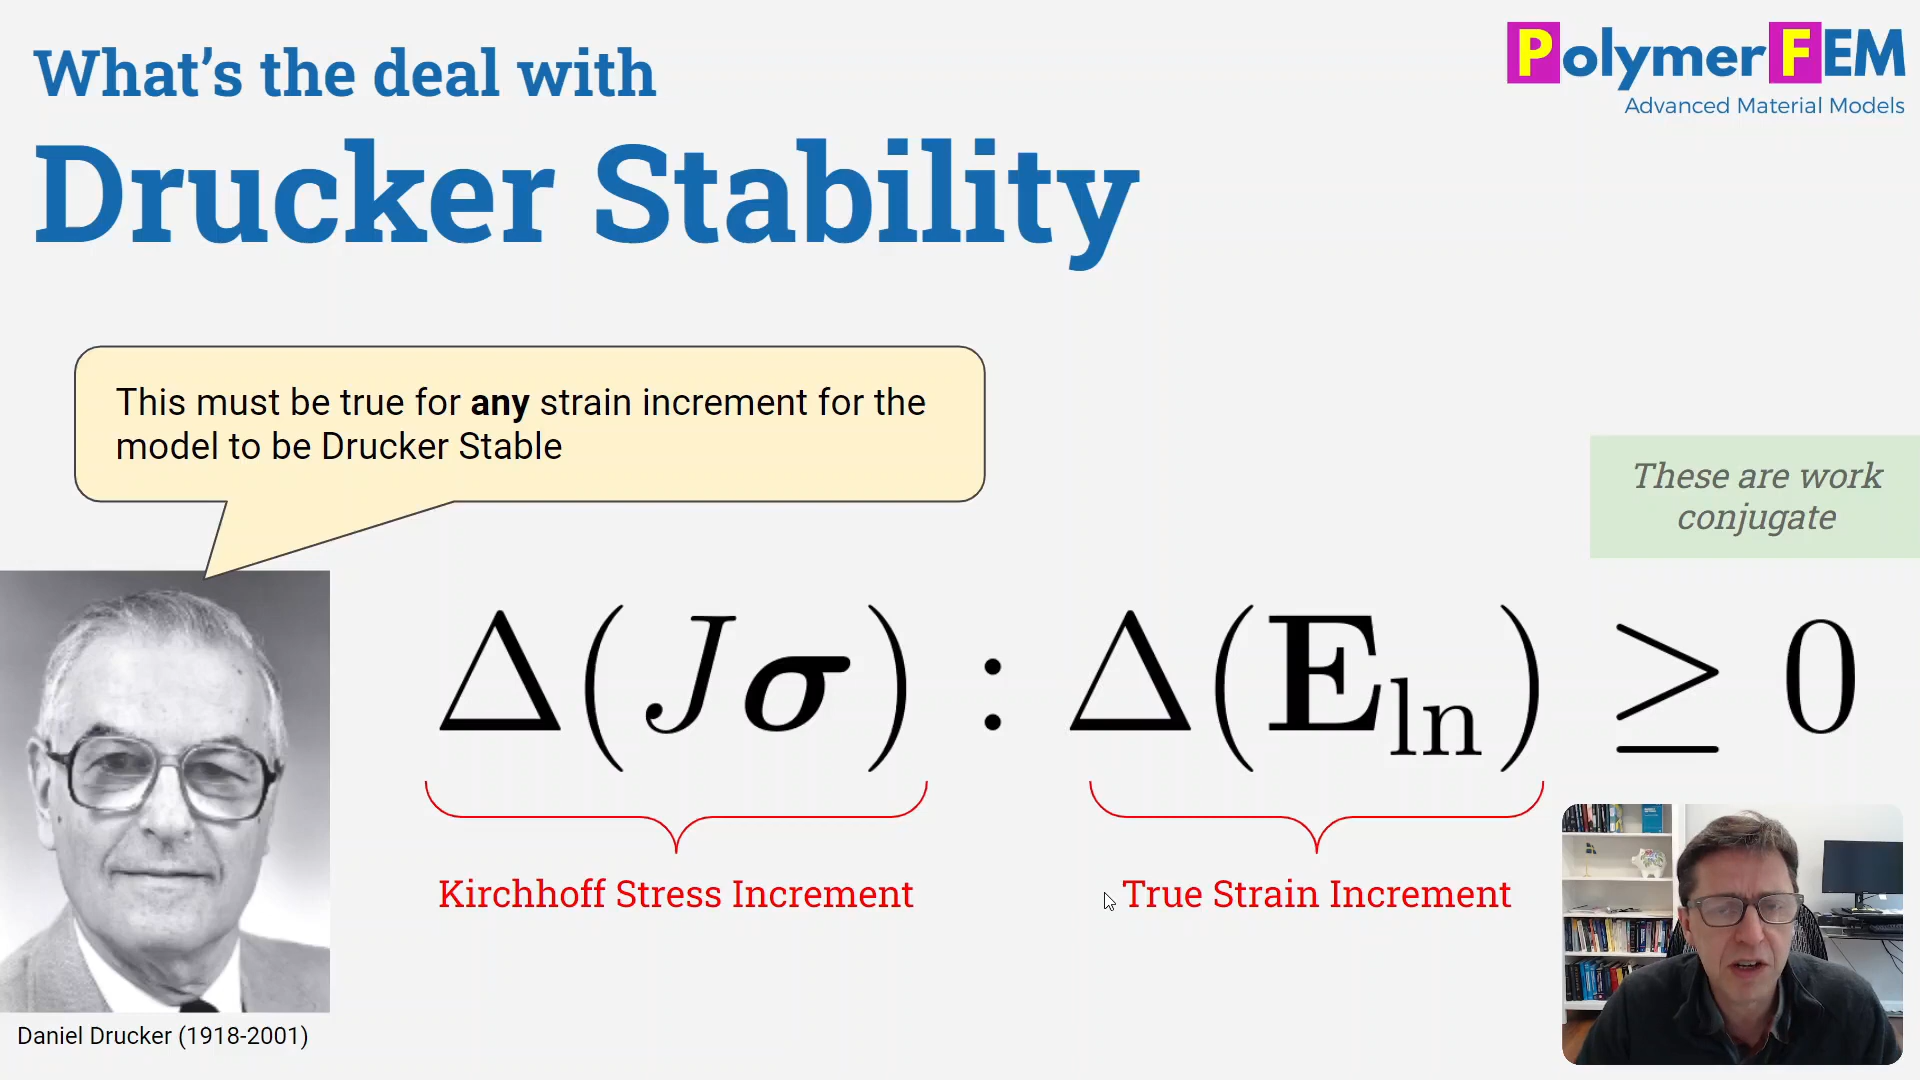 What's the deal with
PolymerFEM
Advanced Material Models
Drucker Stability
This must be true for any strain increment for the
model to be Drucker Stable
These are work
conjugate
Δ(Jσ) : Δ(E_ln) ≥ 0
Kirchhoff Stress Increment
True Strain Increment
Daniel Drucker (1918-2001)